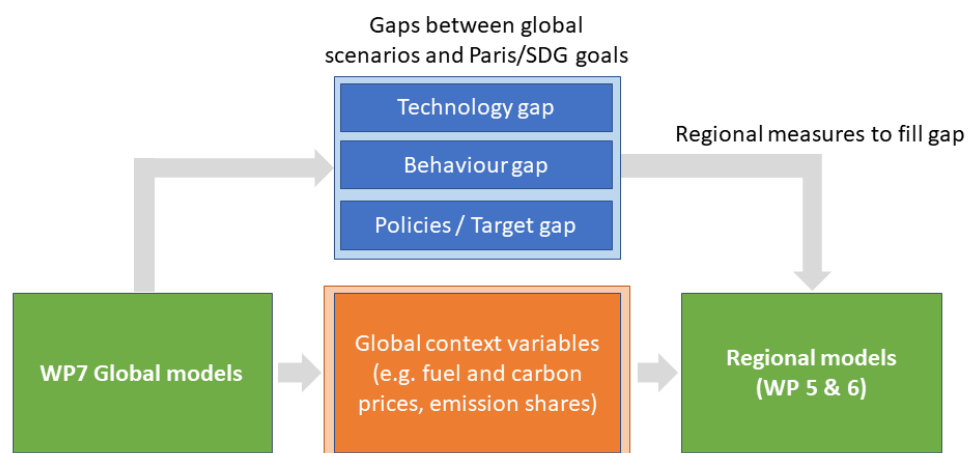 Gaps between global
scenarios and Paris/SDG goals
Technology gap
Behaviour gap
Policies / Target gap
Regional measures to fill gap
WP7 Global models
Global context variables
(e.g. fuel and carbon
prices, emission shares)
Regional models
(WP 5 & 6)